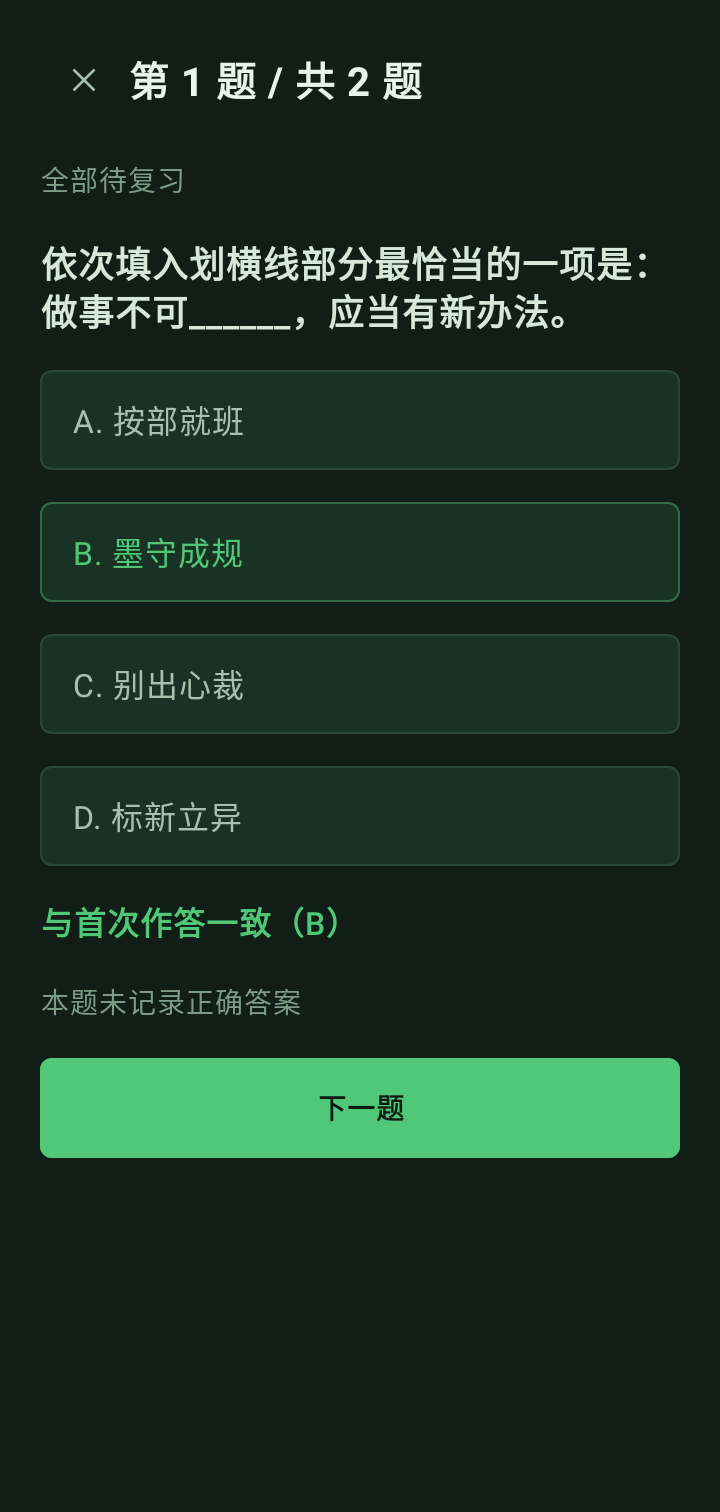 第 1 题 / 共 2 题
全部待复习
依次填入划横线部分最恰当的一项是：
做事不可______，应当有新办法。
A. 按部就班
B. 墨守成规
C. 别出心裁
D. 标新立异
与首次作答一致（B）
本题未记录正确答案
下一题